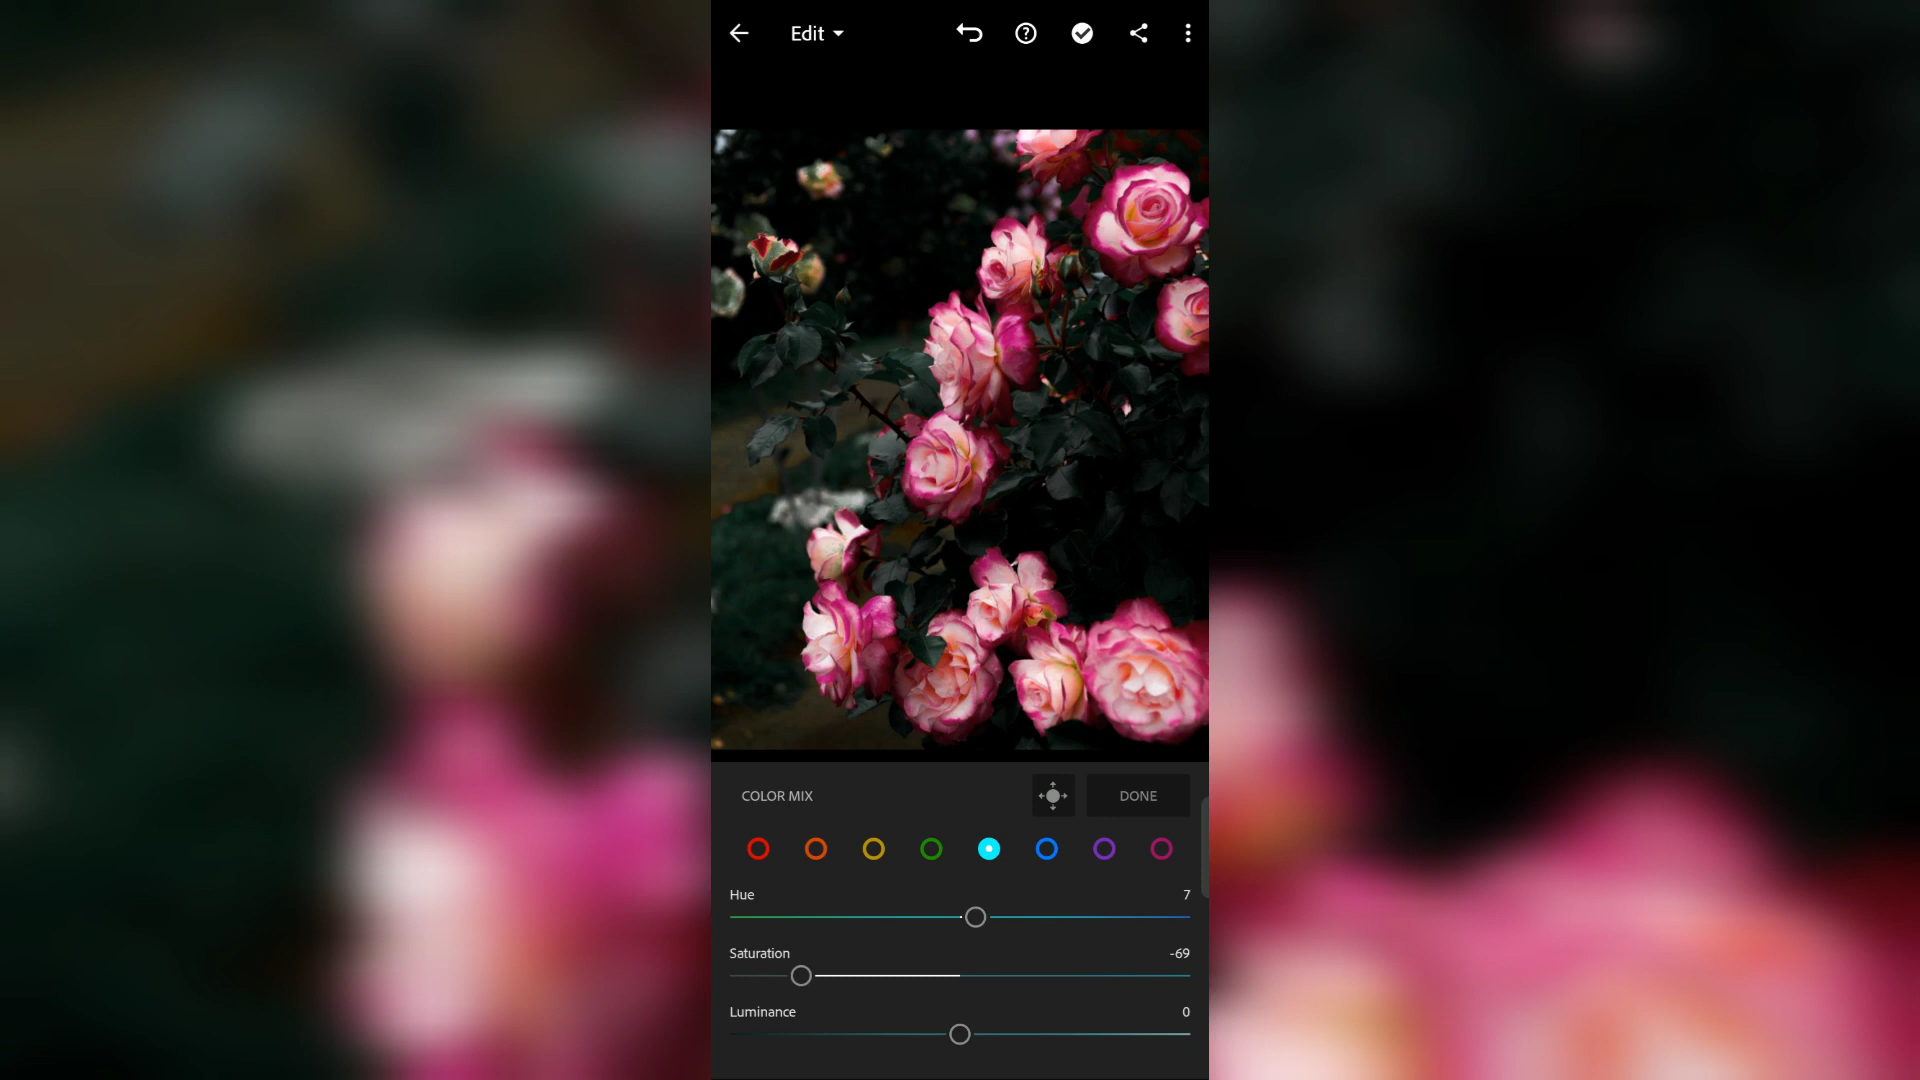 Edit
COLOR MIX
DONE
Hue 7
Saturation -69
Luminance 0